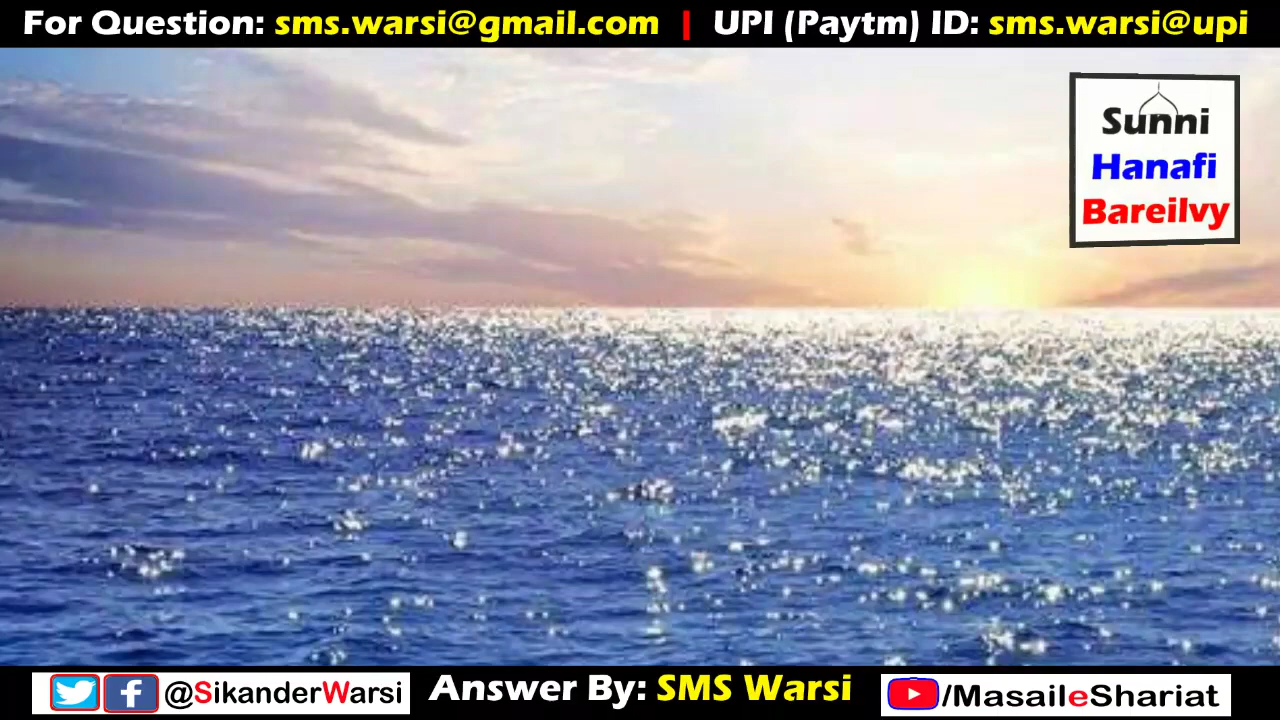 For Question: sms.warsi@gmail.com | UPI (Paytm) ID: sms.warsi@upi
Sunni
Hanafi
Bareilvy
@SikanderWarsi Answer By: SMS Warsi /MasaileShariat